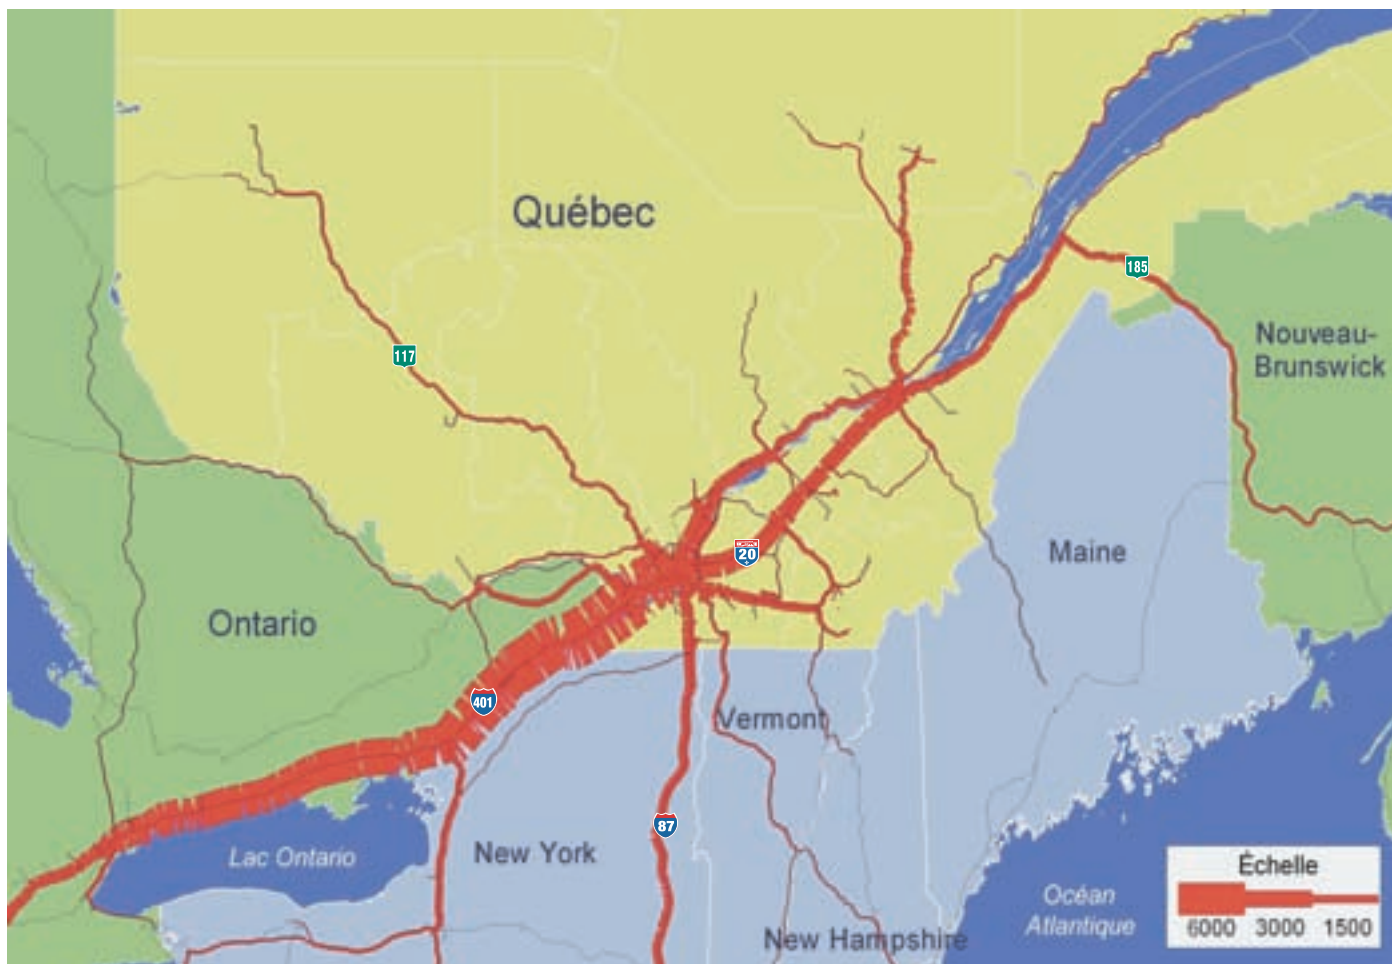 Québec
185
Nouveau-
Brunswick
117
20
Maine
Ontario
401
Vermont
87
New York
Lac Ontario
Échelle
6000 3000 1500
Océan
Atlantique
New Hampshire